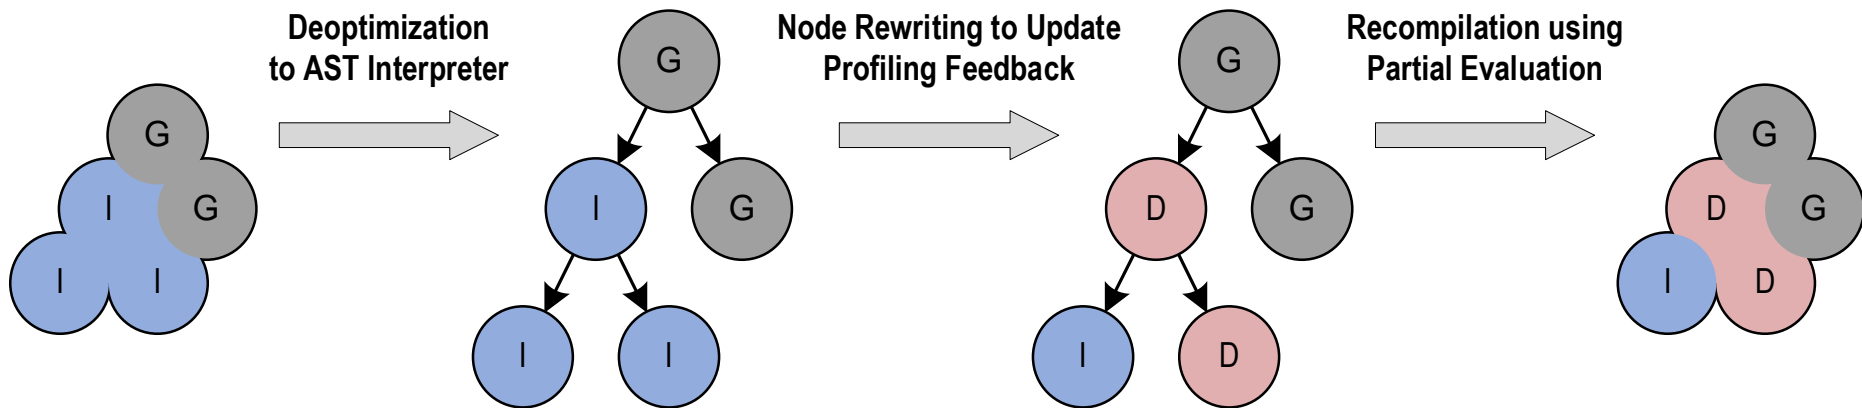 Deoptimization
to AST Interpreter
Node Rewriting to Update
Profiling Feedback
Recompilation using
Partial Evaluation
G
G
I
I
I
G
I
G
I
I
G
D
G
I
D
G
D
G
I
D